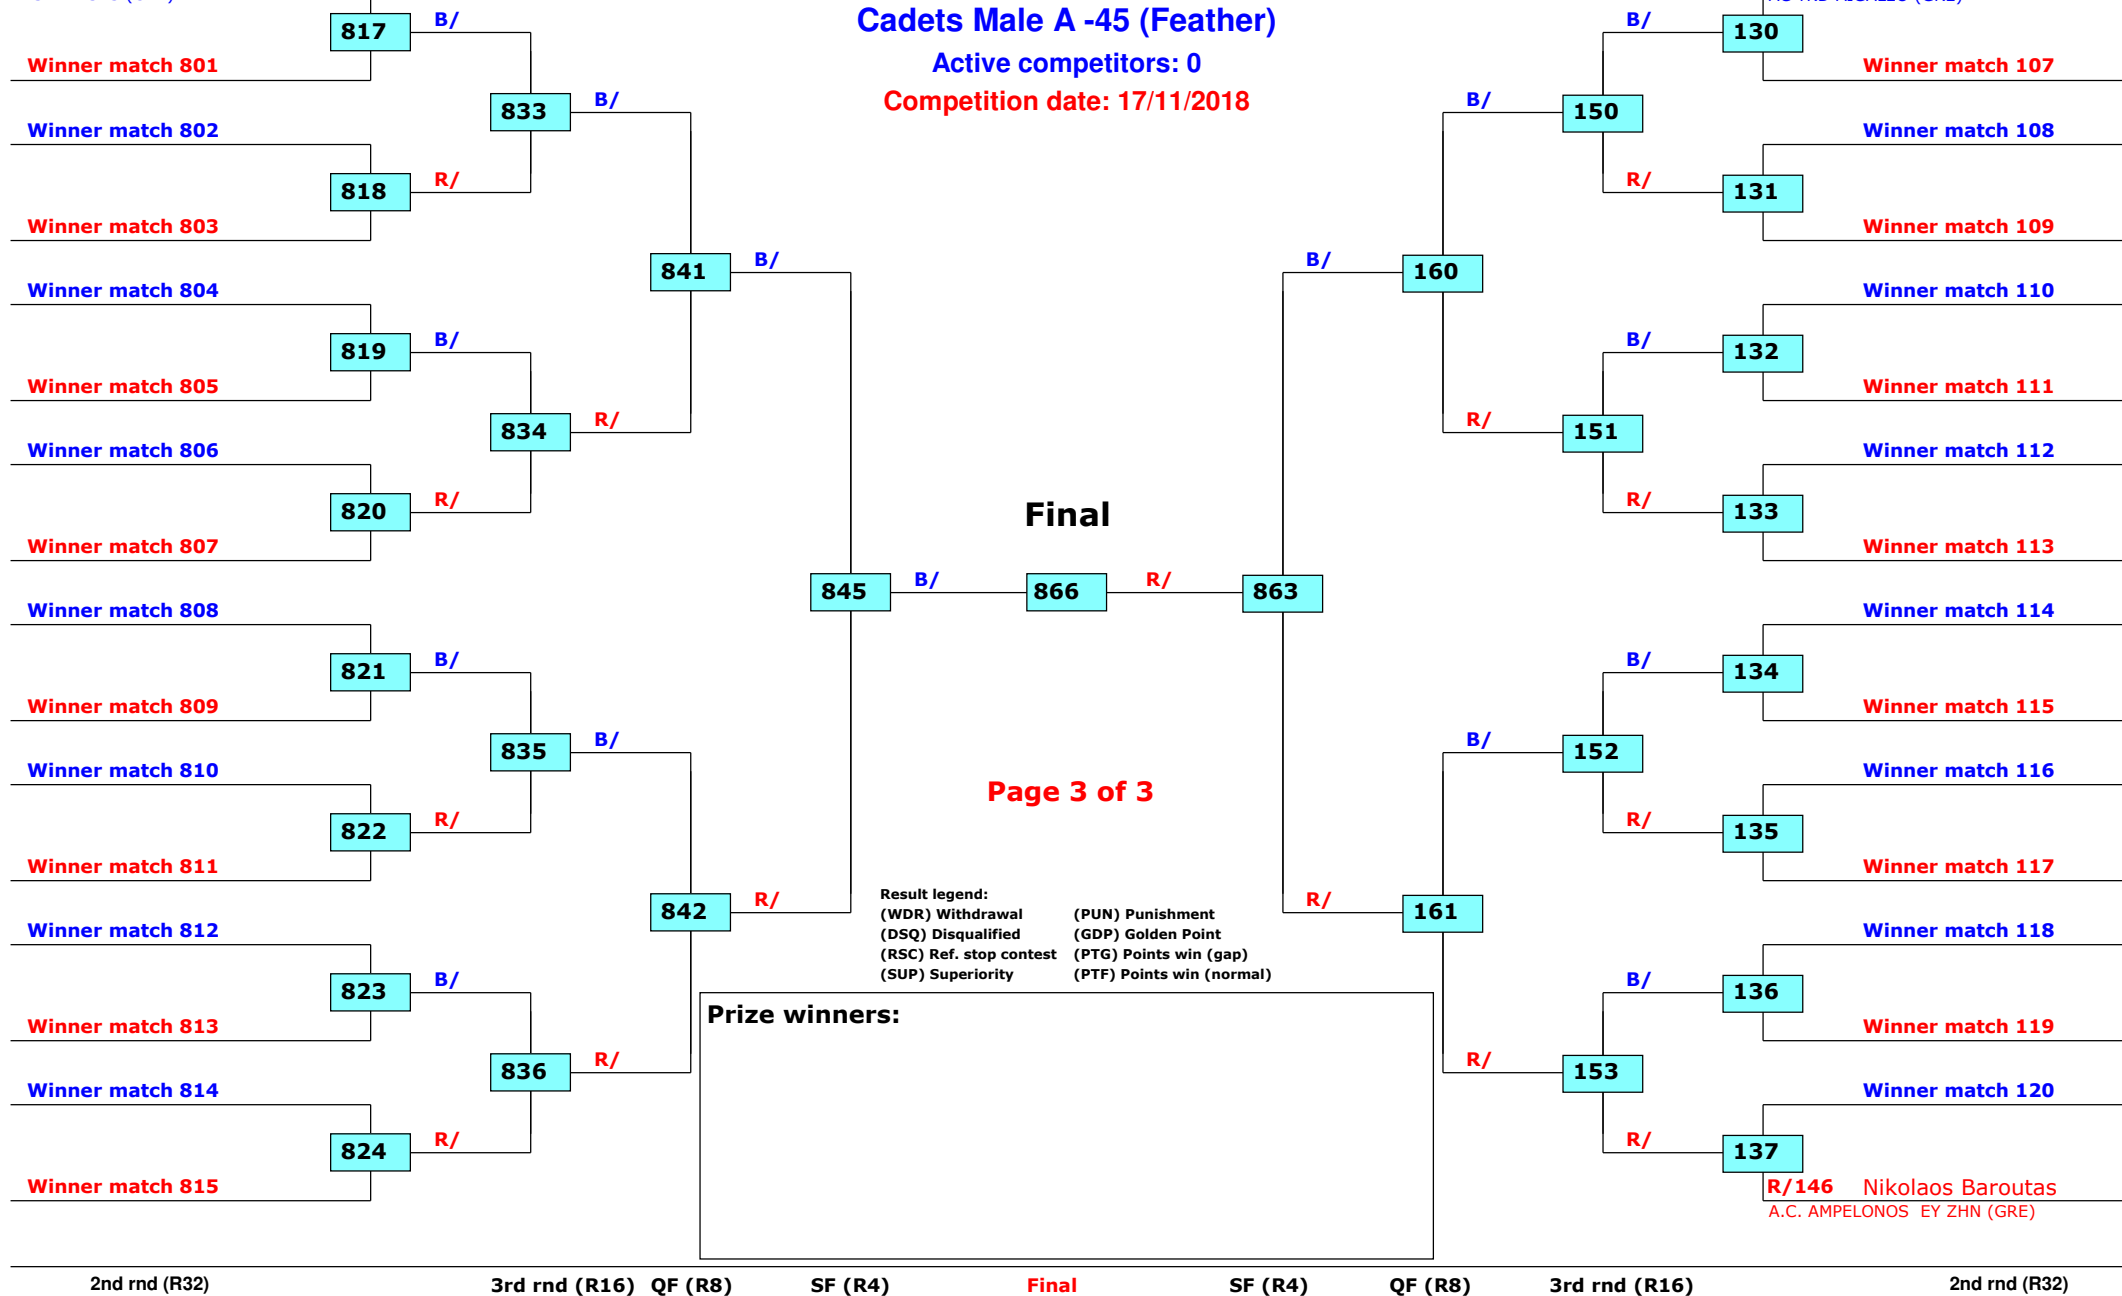 Cadets Male A -45 (Feather)
Active competitors: 0
Competition date: 17/11/2018
817
B/
Winner match 801
833
B/
Winner match 802
818
R/
Winner match 803
841
B/
Winner match 804
819
B/
Winner match 805
834
R/
Winner match 806
820
R/
Winner match 807
845
B/
Winner match 808
821
B/
Winner match 809
835
B/
Winner match 810
822
R/
Winner match 811
842
R/
Winner match 812
823
B/
Winner match 813
836
R/
Winner match 814
824
R/
Winner match 815
Final
866
R/
863
Page 3 of 3
Result legend:
(WDR) Withdrawal (PUN) Punishment
(DSQ) Disqualified (GDP) Golden Point
(RSC) Ref. stop contest (PTG) Points win (gap)
(SUP) Superiority (PTF) Points win (normal)
Prize winners:
B/
130
Winner match 107
B/
150
Winner match 108
R/
131
Winner match 109
B/
160
Winner match 110
B/
132
Winner match 111
R/
151
Winner match 112
R/
133
Winner match 113
Winner match 114
B/
134
Winner match 115
B/
152
Winner match 116
R/
135
Winner match 117
R/
161
Winner match 118
B/
136
Winner match 119
R/
153
Winner match 120
R/
137
R/146 Nikolaos Baroutas
A.C. AMPELONOS EY ZHN (GRE)
2nd rnd (R32) 3rd rnd (R16) QF (R8) SF (R4) Final SF (R4) QF (R8) 3rd rnd (R16) 2nd rnd (R32)